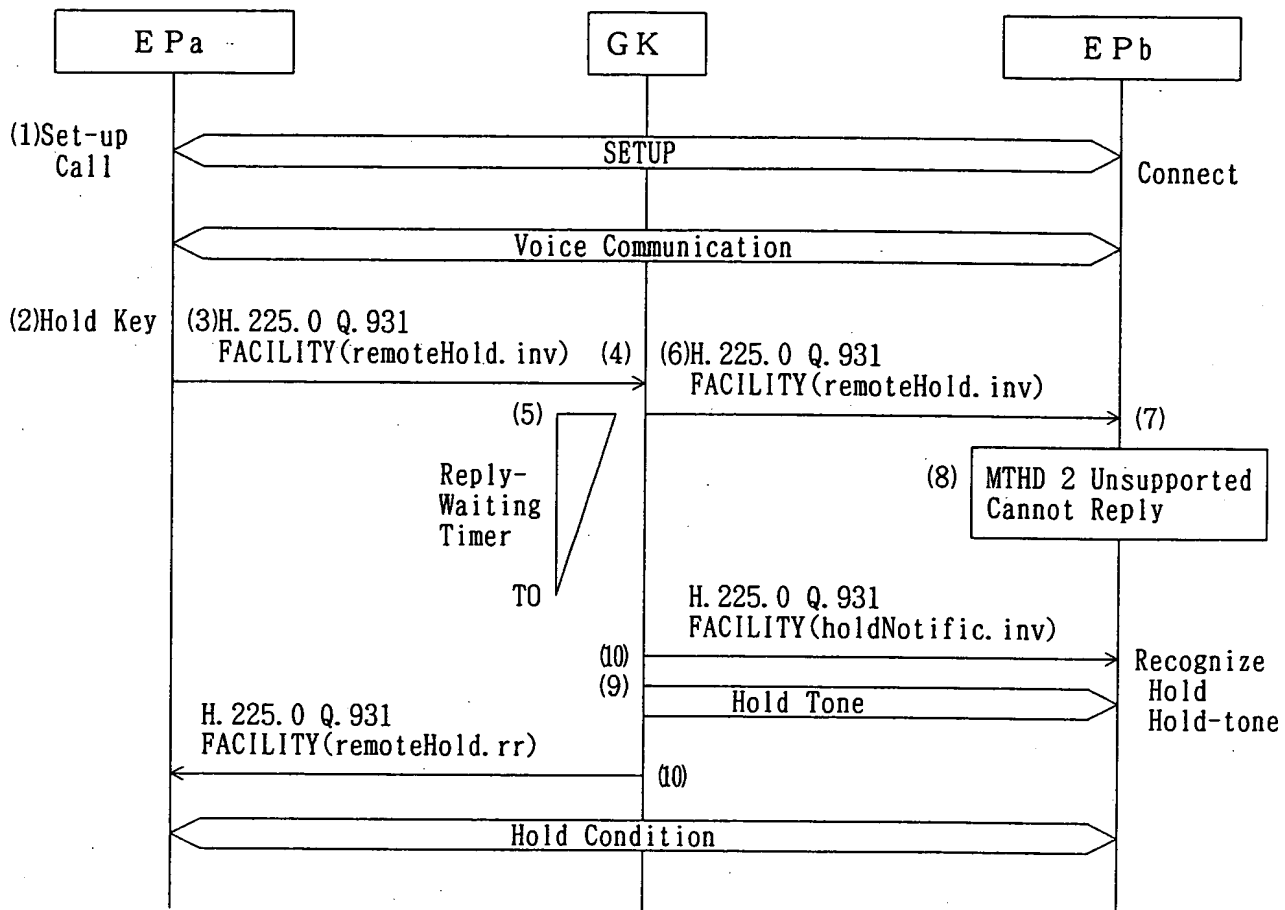 EPa
GK
EPb
(1)Set-up
Call
SETUP
Connect
Voice Communication
(2)Hold Key
(3)H.225.0 Q.931
FACILITY(remoteHold.inv)
(4)
(6)H.225.0 Q.931
FACILITY(remoteHold.inv)
(5)
(7)
Reply-
Waiting
Timer
(8)
MTHD 2 Unsupported
Cannot Reply
TO
H.225.0 Q.931
FACILITY(holdNotific.inv)
(10)
Recognize
Hold
Hold-tone
(9)
Hold Tone
H.225.0 Q.931
FACILITY(remoteHold.rr)
(10)
Hold Condition